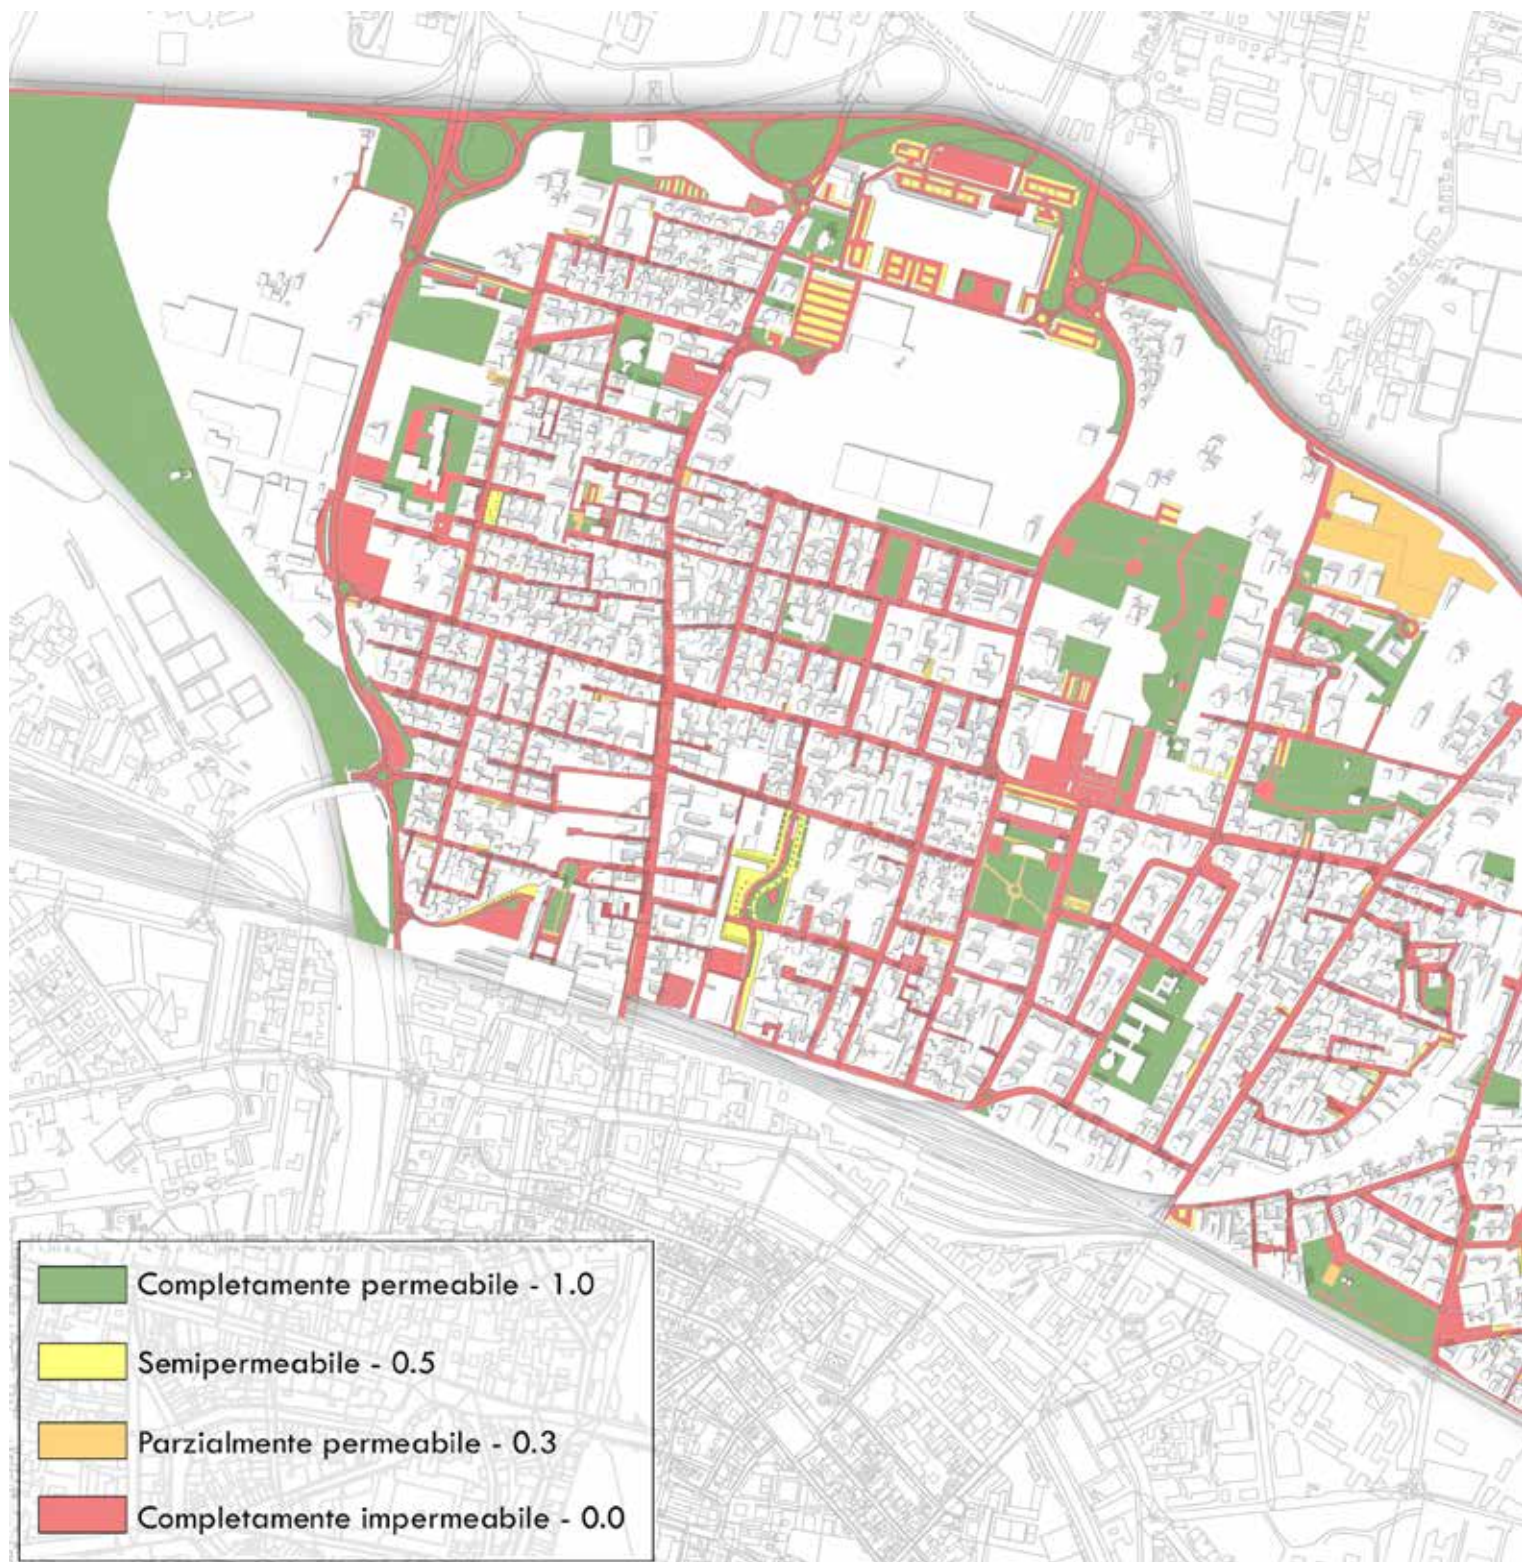 Completamente permeabile - 1.0
Semipermeabile - 0.5
Parzialmente permeabile - 0.3
Completamente impermeabile - 0.0